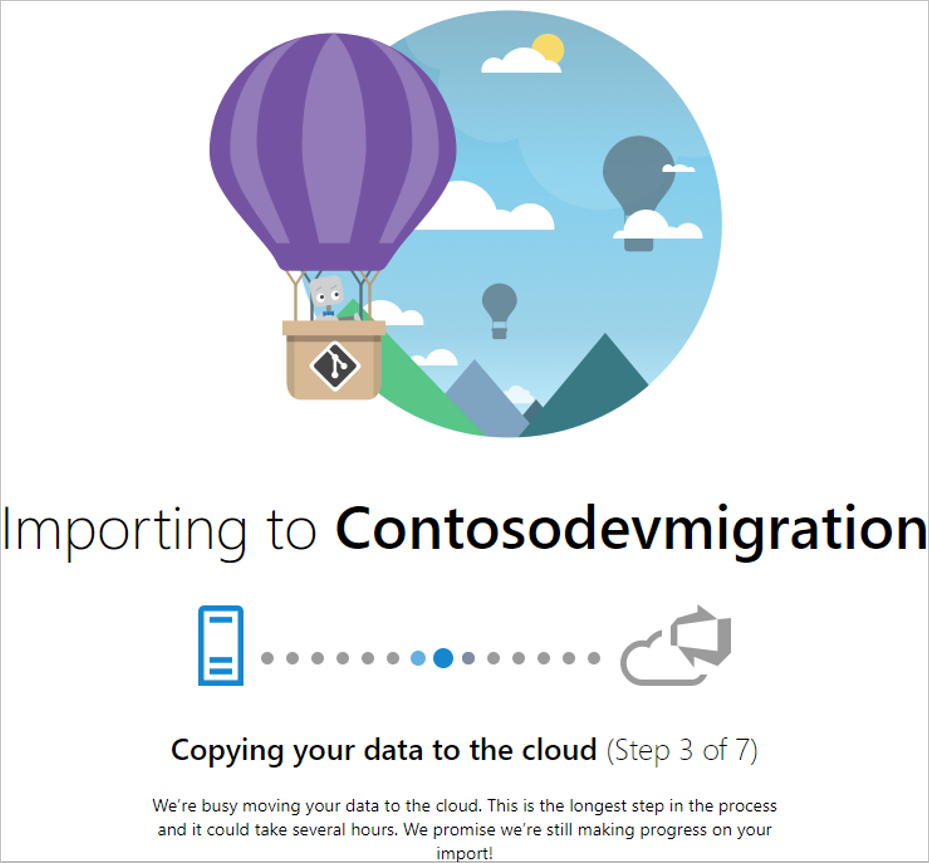 Importing to Contosodevmigration
Copying your data to the cloud (Step 3 of 7)
We're busy moving your data to the cloud. This is the longest step in the process
and it could take several hours. We promise we're still making progress on your
import!